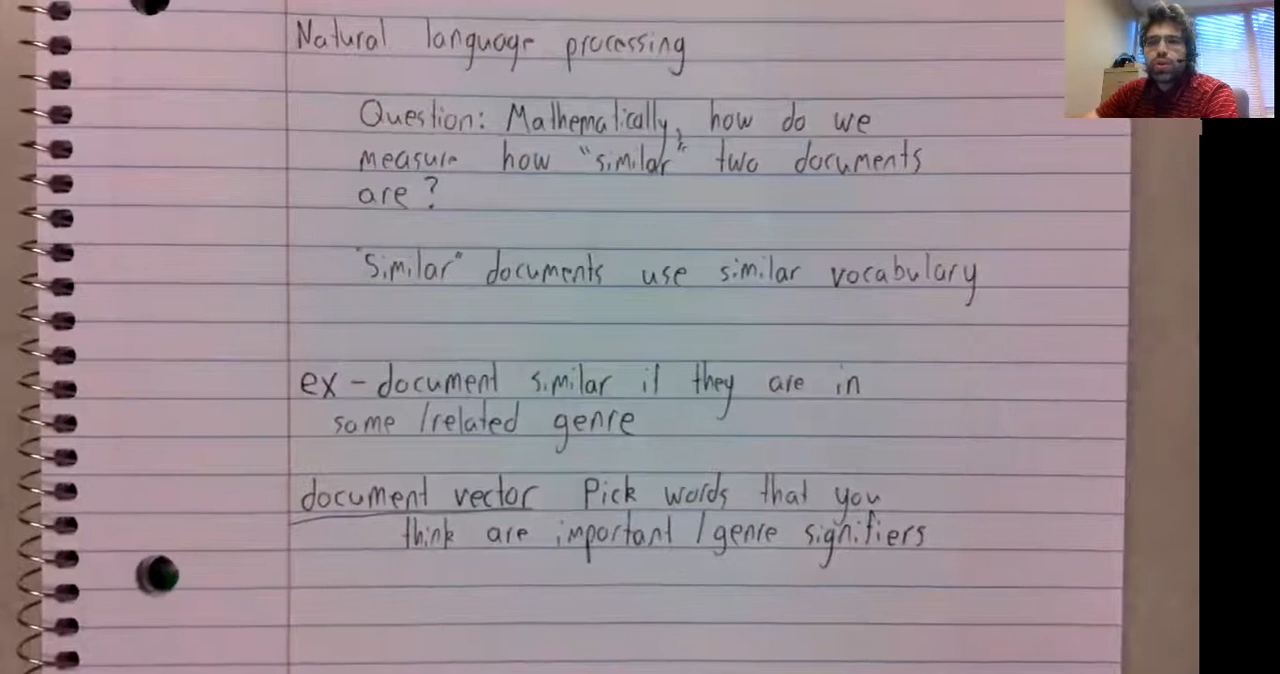 Natural language processing
Question: Mathematically, how do we
measure how "similar" two documents
are?
"Similar" documents use similar vocabulary
ex - document similar if they are in
same /related genre
document vector Pick words that you
think are important / genre signifiers